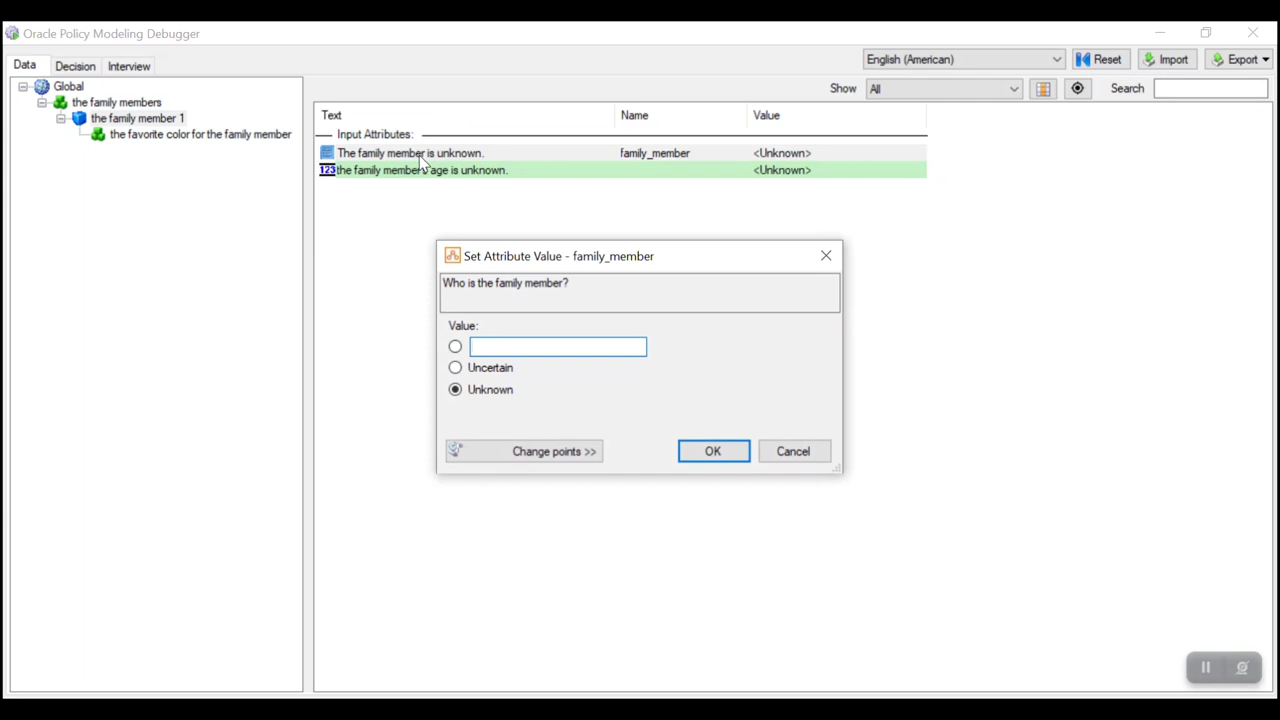 Oracle Policy Modeling Debugger
Data Decision Interview
English (American) Reset Import Export
Show All Search
Global
the family members
the family member 1
the favorite color for the family member
Text Name Value
Input Attributes:
The family member is unknown. family_member <Unknown>
123 the family member's age is unknown. <Unknown>
Set Attribute Value - family_member
Who is the family member?
Value:
Uncertain
Unknown
Change points >> OK Cancel